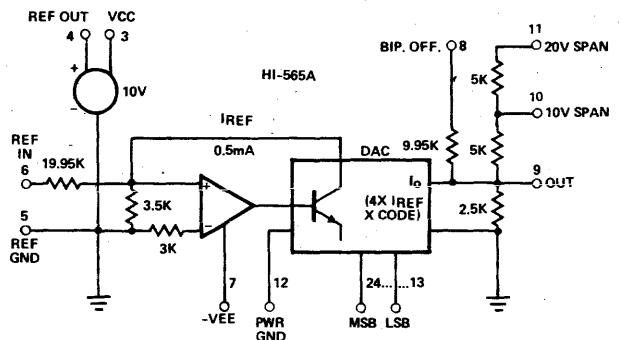 REF OUT VCC
4 3
+
-
10V
HI-565A
BIP. OFF. 8
11
20V SPAN
5K
10
10V SPAN
IREF
0.5mA
DAC
9.95K
5K
REF
IN
6
19.95K
+
IO
9
OUT
3.5K
(4X IREF
X CODE)
2.5K
5
REF
GND
3K
-
7
-VEE
12
PWR
GND
24......13
MSB LSB